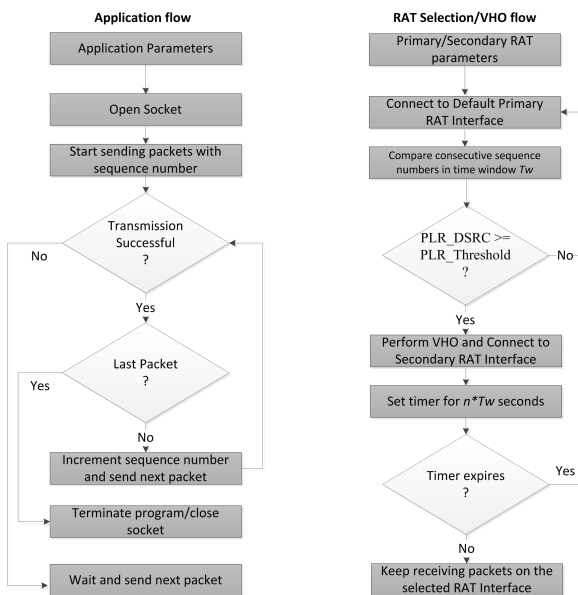 Application flow
Application Parameters
Open Socket
Start sending packets with
sequence number
Transmission
Successful
?
No
Yes
Last Packet
?
Yes
No
Increment sequence number
and send next packet
Terminate program/close
socket
Wait and send next packet
RAT Selection/VHO flow
Primary/Secondary RAT
parameters
Connect to Default Primary
RAT Interface
Compare consecutive sequence
numbers in time window Tw
PLR_DSRC >=
PLR_Threshold
?
No
Yes
Perform VHO and Connect to
Secondary RAT Interface
Set timer for n*Tw seconds
Timer expires
?
Yes
No
Keep receiving packets on the
selected RAT Interface